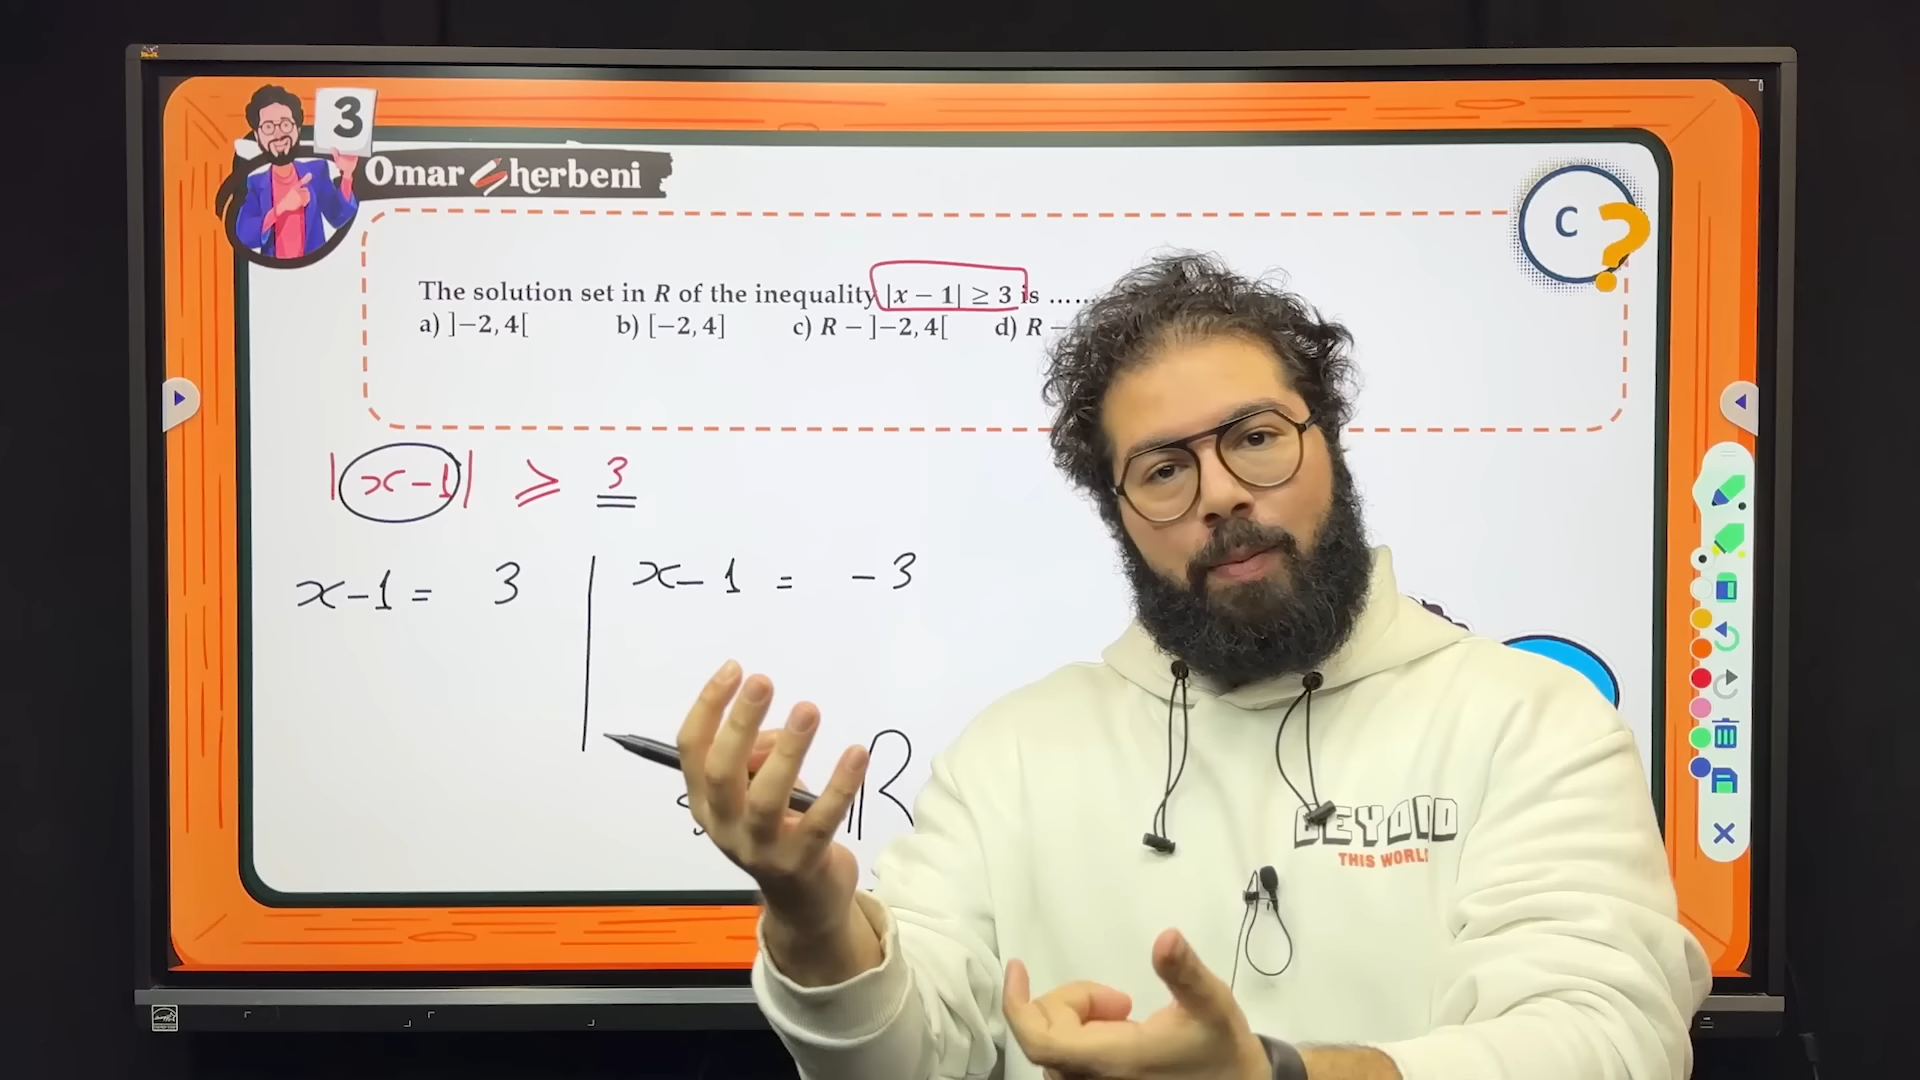 3
Omar Sherbeni
C ?
The solution set in R of the inequality |x − 1| ≥ 3 is ......
a) ]−2, 4[ b) [−2, 4] c) R − ]−2, 4[ d) R −
|x-1| ⩾ 3
x-1 = 3
x-1 = -3
R
BEYOND
THIS WORLD